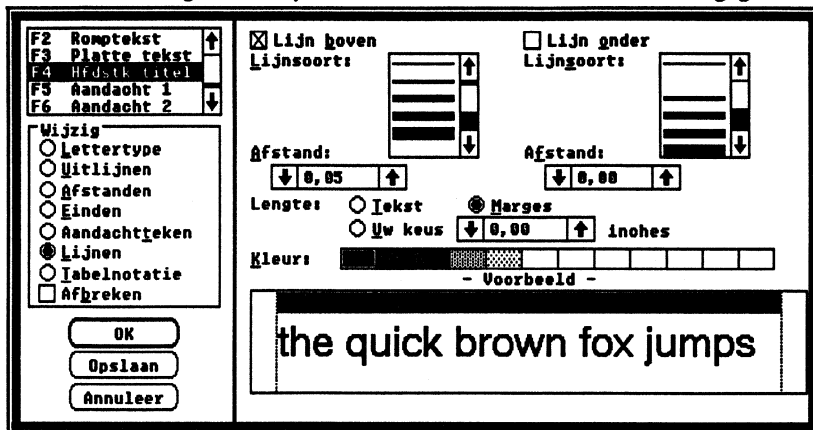 F2 Romptekst
F3 Platte tekst
F4 Hfdstk titel
F5 Aandacht 1
F6 Aandacht 2
Wijzig
Lettertype
Uitlijnen
Afstanden
Einden
Aandachtteken
Lijnen
Tabelnotatie
Afbreken
OK
Opslaan
Annuleer
Lijn boven
Lijnsoort:
Afstand:
0,05
Lijn onder
Lijnsoort:
Afstand:
0,00
Lengte: Tekst Marges
Uw keus 0,00 inches
Kleur:
- Voorbeeld -
the quick brown fox jumps